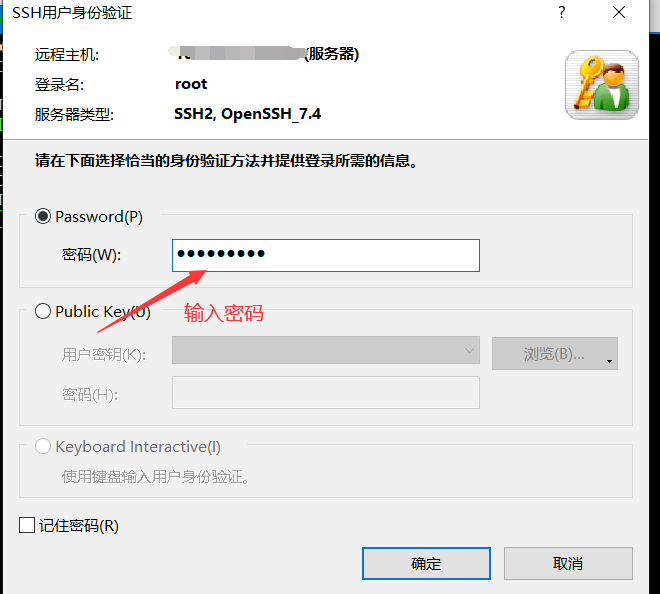 SSH用户身份验证
远程主机: (服务器)
登录名: root
服务器类型: SSH2, OpenSSH_7.4
请在下面选择恰当的身份验证方法并提供登录所需的信息。
Password(P)
密码(W): ●●●●●●●●●
Public Key(U)
输入密码
用户密钥(K):
浏览(B)...
密码(H):
Keyboard Interactive(I)
使用键盘输入用户身份验证。
记住密码(R)
确定
取消